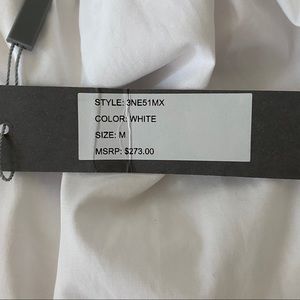 STYLE: 3NE51MX
COLOR: WHITE
SIZE: M
MSRP: $273.00